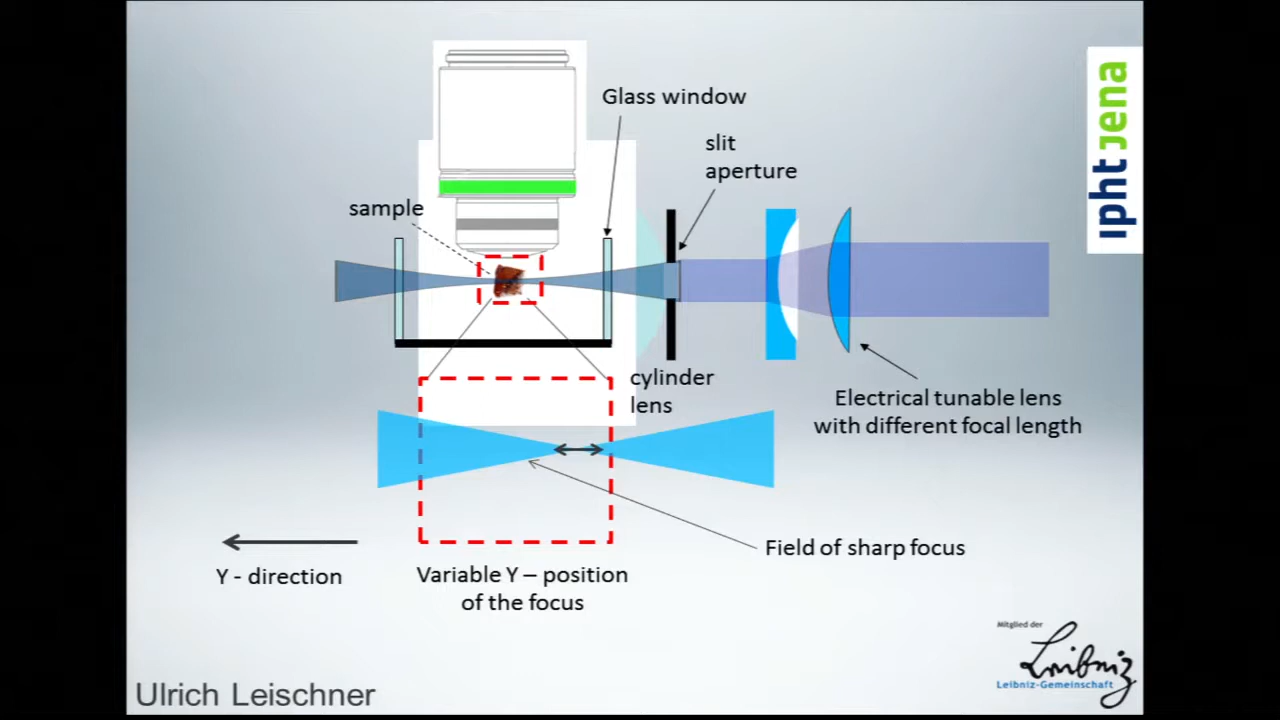 Glass window
slit
aperture
sample
ipht jena
cylinder
lens
Electrical tunable lens
with different focal length
Field of sharp focus
Y - direction
Variable Y – position
of the focus
Mitglied der
Leibniz
Leibniz-Gemeinschaft
Ulrich Leischner